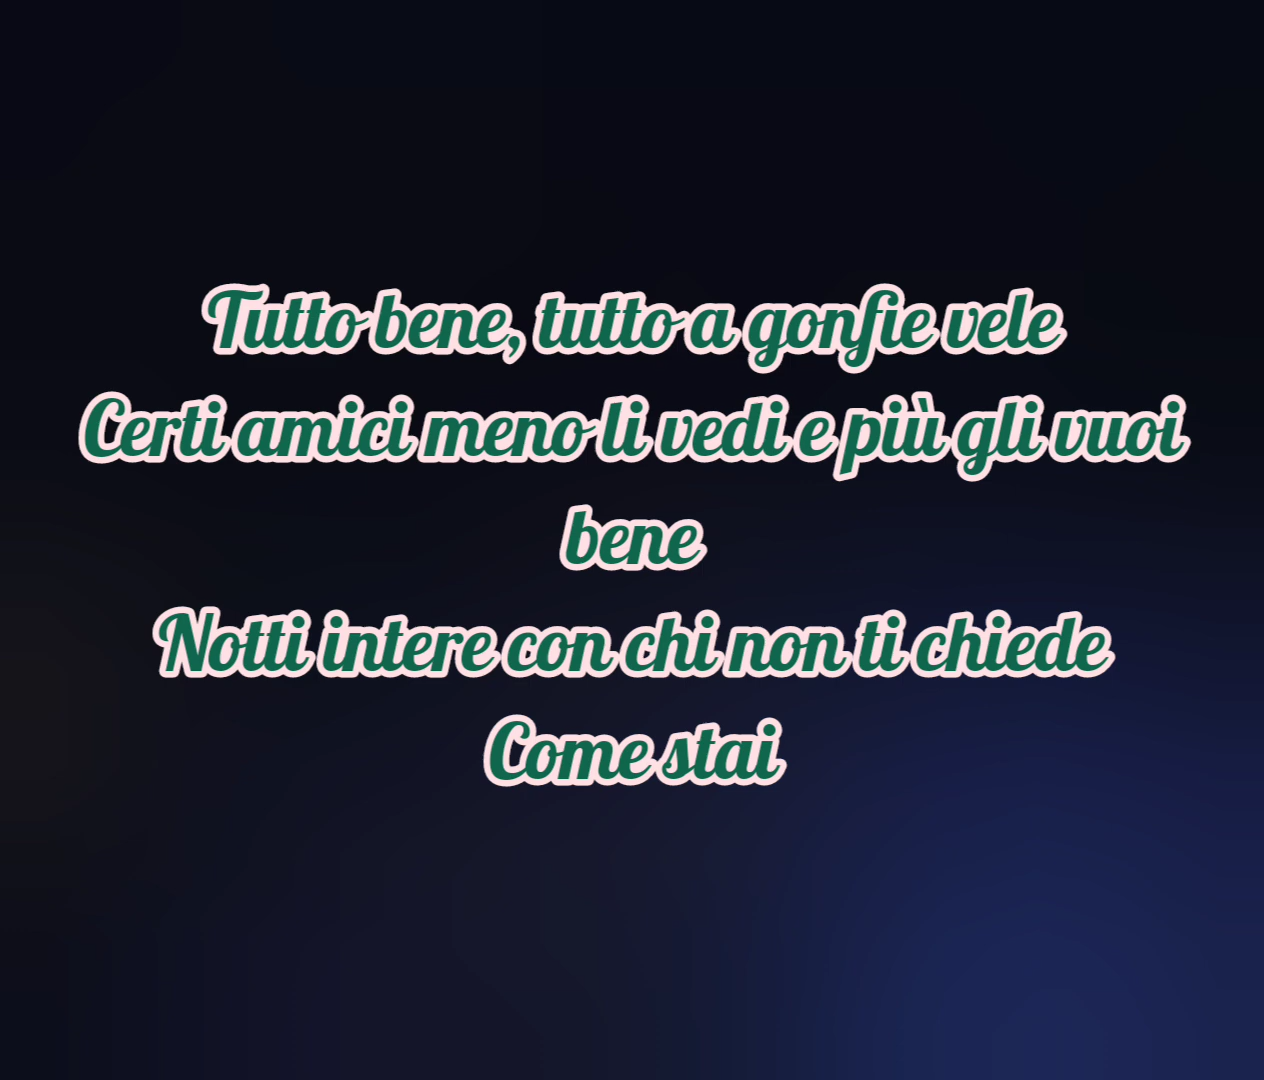 Tutto bene, tutto a gonfie vele
Certi amici meno li vedi e più gli vuoi
bene
Notti intere con chi non ti chiede
Come stai